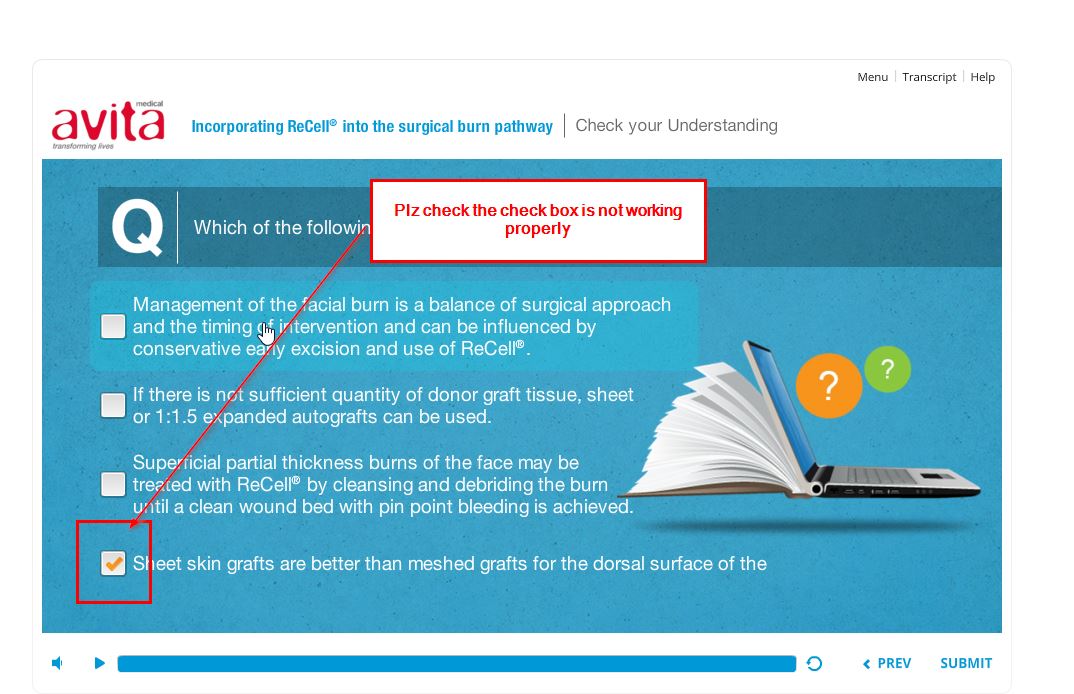 Menu Transcript Help
avita medical
transforming lives
Incorporating ReCell® into the surgical burn pathway Check your Understanding
Q
Which of the followin
Plz check the check box is not working
properly
Management of the facial burn is a balance of surgical approach
and the timing of intervention and can be influenced by
conservative early excision and use of ReCell®.
If there is not sufficient quantity of donor graft tissue, sheet
or 1:1.5 expanded autografts can be used.
Superficial partial thickness burns of the face may be
treated with ReCell® by cleansing and debriding the burn
until a clean wound bed with pin point bleeding is achieved.
Sheet skin grafts are better than meshed grafts for the dorsal surface of the
? ?
PREV SUBMIT